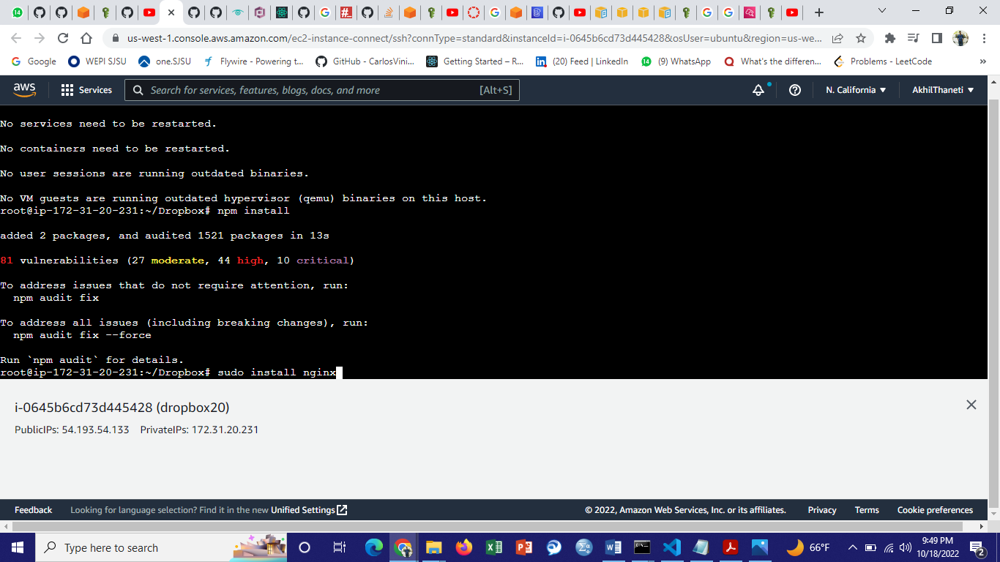 us-west-1.console.aws.amazon.com/ec2-instance-connect/ssh?connType=standard&instanceId=i-0645b6cd73d445428&osUser=ubuntu&region=us-we...
Google WEPI SJSU one.SJSU Flywire - Powering t... GitHub - CarlosVini... Getting Started – R... (20) Feed | LinkedIn (9) WhatsApp What's the differen... Problems - LeetCode »
aws Services Search for services, features, blogs, docs, and more [Alt+S] N. California AkhilThaneti
No services need to be restarted.
No containers need to be restarted.
No user sessions are running outdated binaries.
No VM guests are running outdated hypervisor (qemu) binaries on this host.
root@ip-172-31-20-231:~/Dropbox# npm install
added 2 packages, and audited 1521 packages in 13s
81 vulnerabilities (27 moderate, 44 high, 10 critical)
To address issues that do not require attention, run:
npm audit fix
To address all issues (including breaking changes), run:
npm audit fix --force
Run `npm audit` for details.
root@ip-172-31-20-231:~/Dropbox# sudo install nginx
i-0645b6cd73d445428 (dropbox20)
PublicIPs: 54.193.54.133 PrivateIPs: 172.31.20.231
Feedback Looking for language selection? Find it in the new Unified Settings © 2022, Amazon Web Services, Inc. or its affiliates. Privacy Terms Cookie preferences
Type here to search 66°F 9:49 PM
10/18/2022 2